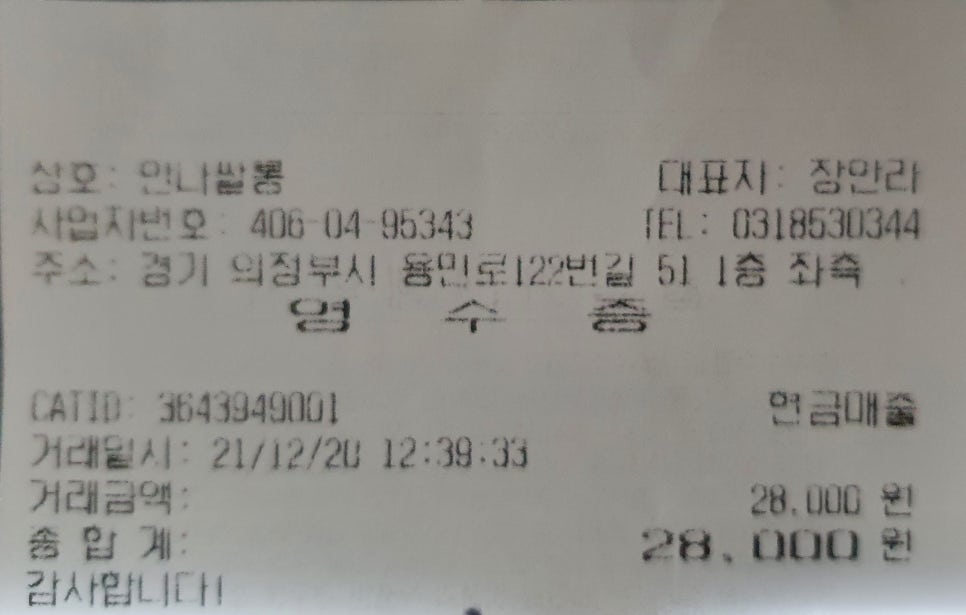 상호: 안나쌀뽕 대표자: 장안라
사업자번호: 406-04-95343 TEL: 0318530344
주소: 경기 의정부시 용민로122번길 51 1층 좌측
영 수 증
CATID: 3643949001 현금매출
거래일시: 21/12/20 12:39:33
거래금액: 28,000 원
총 합 계: 28,000 원
감사합니다!